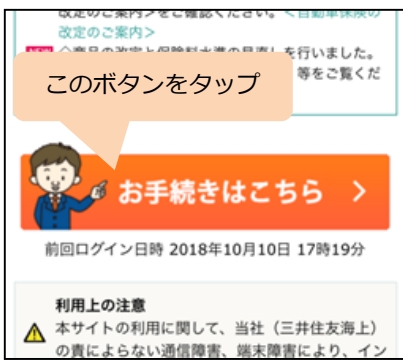 改定のご案内＞をご確認ください。＜自動車保険の
改定のご案内＞
◇商品の改定と保険料水準の見直しを行いました。
等をご覧くだ
このボタンをタップ
お手続きはこちら
前回ログイン日時 2018年10月10日 17時19分
利用上の注意
本サイトの利用に関して、当社（三井住友海上）
の責によらない通信障害、端末障害により、イン